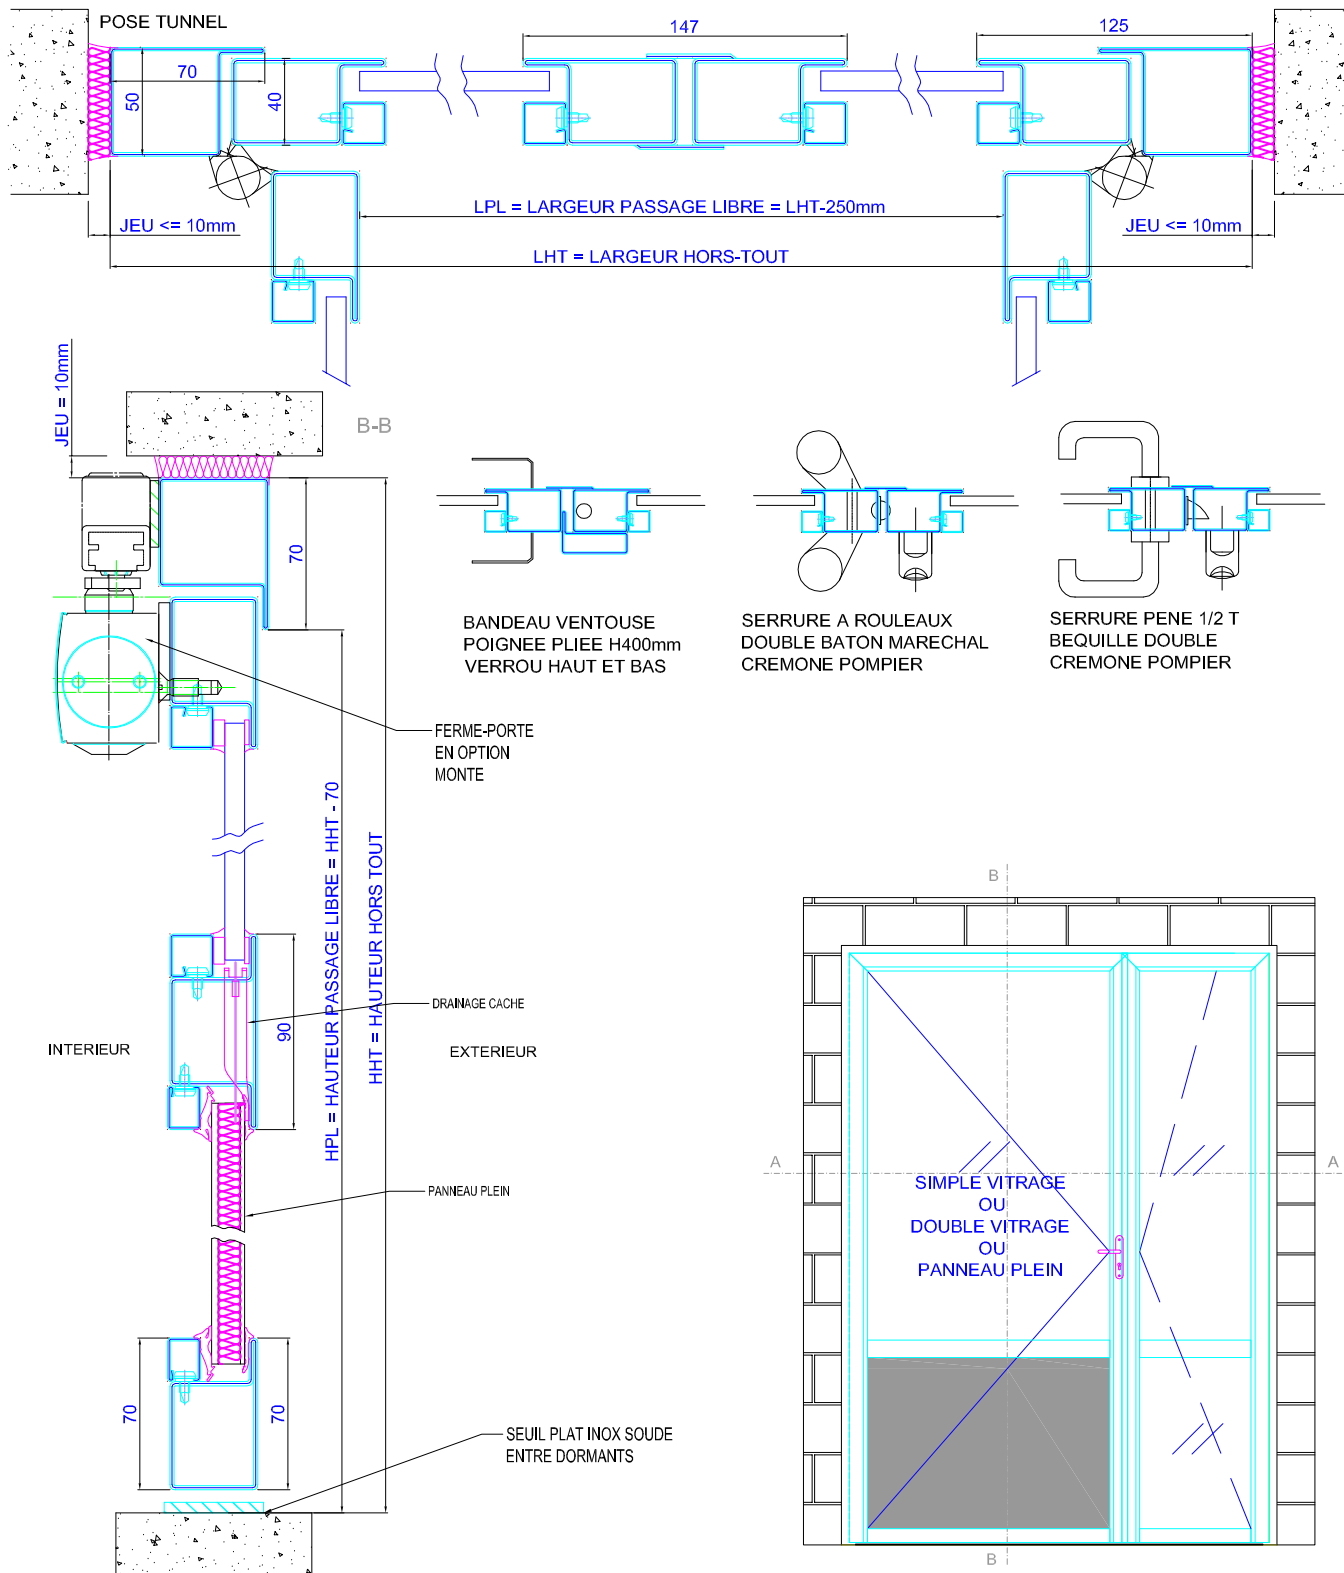 POSE TUNNEL
147
125
70
50
40
LPL = LARGEUR PASSAGE LIBRE = LHT-250mm
JEU <= 10mm
JEU <= 10mm
LHT = LARGEUR HORS-TOUT
JEU = 10mm
B-B
70
BANDEAU VENTOUSE
POIGNEE PLIEE H400mm
VERROU HAUT ET BAS
SERRURE A ROULEAUX
DOUBLE BATON MARECHAL
CREMONE POMPIER
SERRURE PENE 1/2 T
BEQUILLE DOUBLE
CREMONE POMPIER
FERME-PORTE
EN OPTION
MONTE
HPL = HAUTEUR PASSAGE LIBRE = HHT - 70
HHT = HAUTEUR HORS TOUT
DRAINAGE CACHE
90
INTERIEUR
EXTERIEUR
PANNEAU PLEIN
70
70
SEUIL PLAT INOX SOUDE
ENTRE DORMANTS
B
A
A
SIMPLE VITRAGE
OU
DOUBLE VITRAGE
OU
PANNEAU PLEIN
B